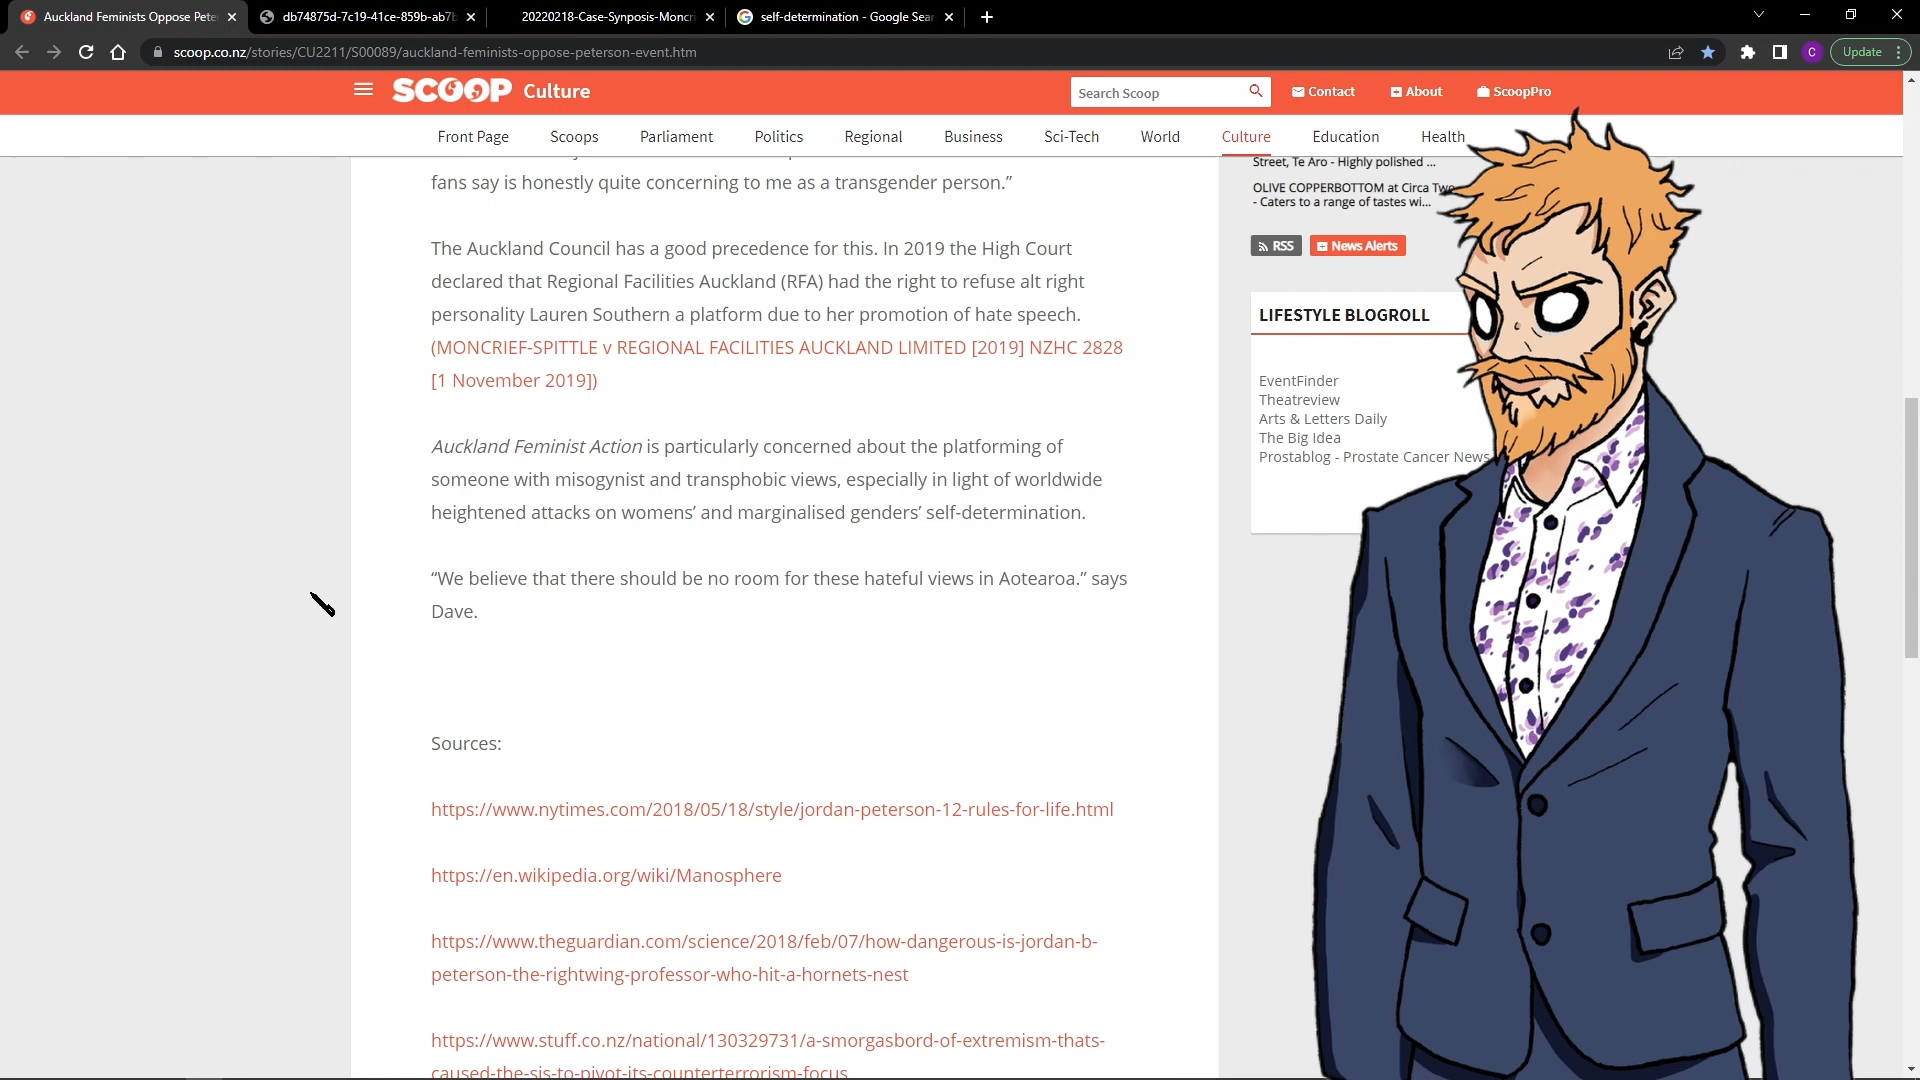 Auckland Feminists Oppose Pete
db74875d-7c19-41ce-859b-ab7b
20220218-Case-Synposis-Moncri
self-determination - Google Sear
scoop.co.nz/stories/CU2211/S00089/auckland-feminists-oppose-peterson-event.htm
C
Update
SCOOP Culture
Search Scoop
Contact
About
ScoopPro
Front Page
Scoops
Parliament
Politics
Regional
Business
Sci-Tech
World
Culture
Education
Health
fans say is honestly quite concerning to me as a transgender person.”
The Auckland Council has a good precedence for this. In 2019 the High Court
declared that Regional Facilities Auckland (RFA) had the right to refuse alt right
personality Lauren Southern a platform due to her promotion of hate speech.
(MONCRIEF-SPITTLE v REGIONAL FACILITIES AUCKLAND LIMITED [2019] NZHC 2828
[1 November 2019])
Auckland Feminist Action is particularly concerned about the platforming of
someone with misogynist and transphobic views, especially in light of worldwide
heightened attacks on womens’ and marginalised genders’ self-determination.
“We believe that there should be no room for these hateful views in Aotearoa.” says
Dave.
Sources:
https://www.nytimes.com/2018/05/18/style/jordan-peterson-12-rules-for-life.html
https://en.wikipedia.org/wiki/Manosphere
https://www.theguardian.com/science/2018/feb/07/how-dangerous-is-jordan-b-
peterson-the-rightwing-professor-who-hit-a-hornets-nest
https://www.stuff.co.nz/national/130329731/a-smorgasbord-of-extremism-thats-
caused-the-sis-to-pivot-its-counterterrorism-focus
Street, Te Aro - Highly polished ...
OLIVE COPPERBOTTOM at Circa Two
- Caters to a range of tastes wi...
RSS
News Alerts
LIFESTYLE BLOGROLL
EventFinder
Theatreview
Arts & Letters Daily
The Big Idea
Prostablog - Prostate Cancer News